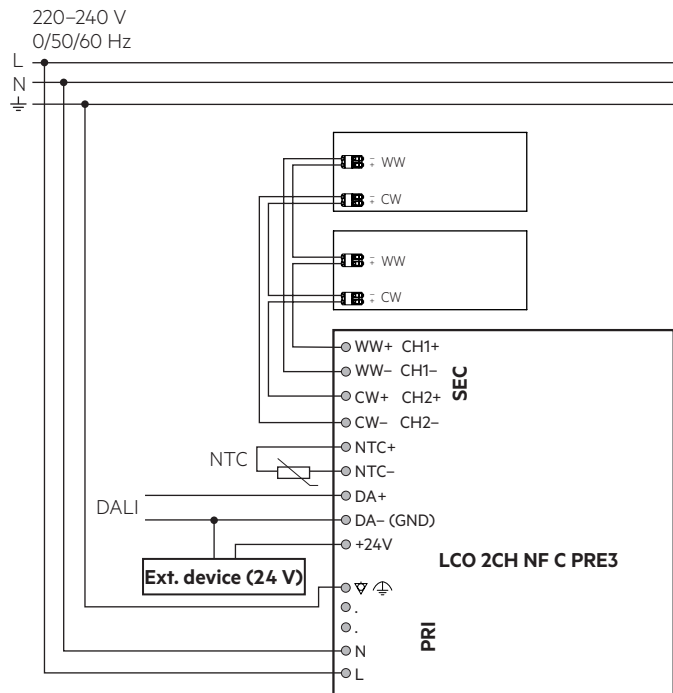 220–240 V
0/50/60 Hz
L
N
– WW
+
– CW
+
– WW
+
– CW
+
WW+ CH1+
WW– CH1–
CW+ CH2+
CW– CH2–
SEC
NTC
NTC+
NTC–
DALI
DA+
DA– (GND)
+24V
Ext. device (24 V)
LCO 2CH NF C PRE3
.
.
PRI
N
L